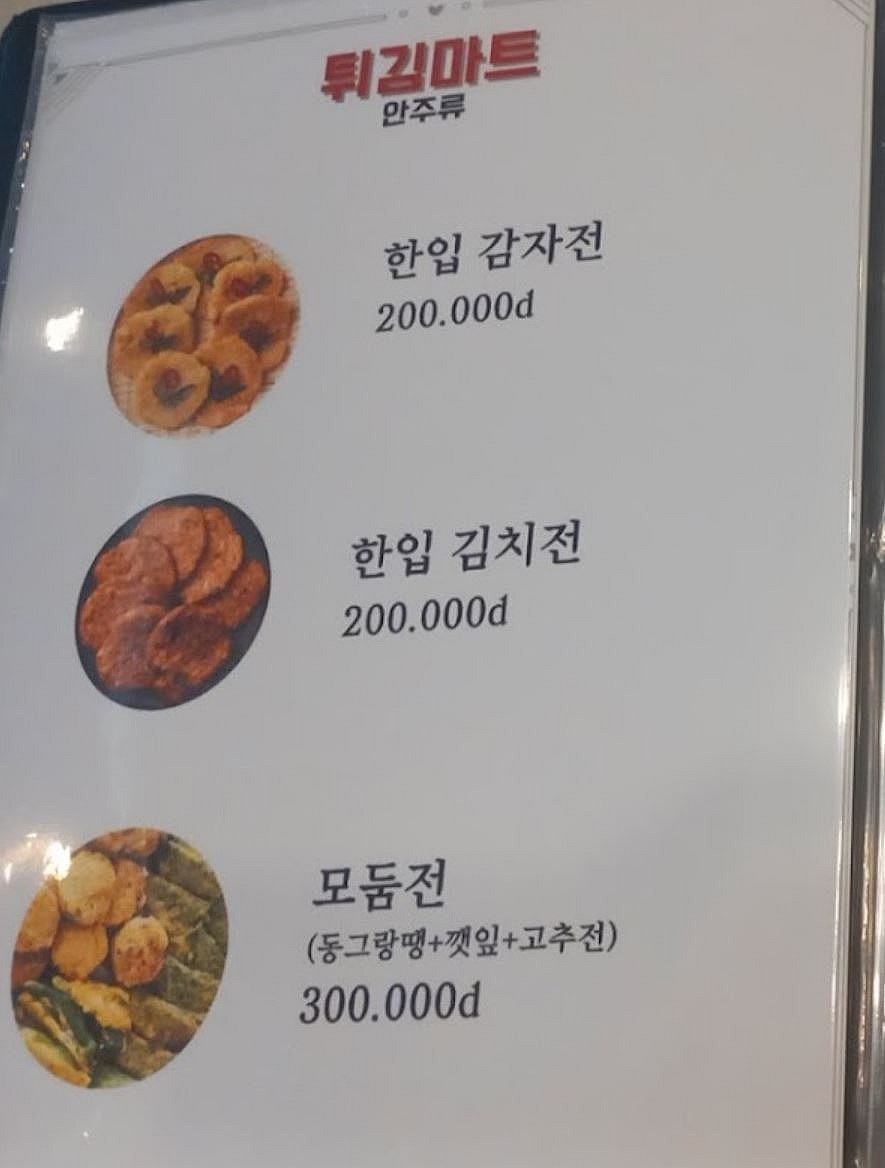 튀김마트
안주류
한입 감자전
200.000d
한입 김치전
200.000d
모둠전
(동그랑땡+깻잎+고추전)
300.000d